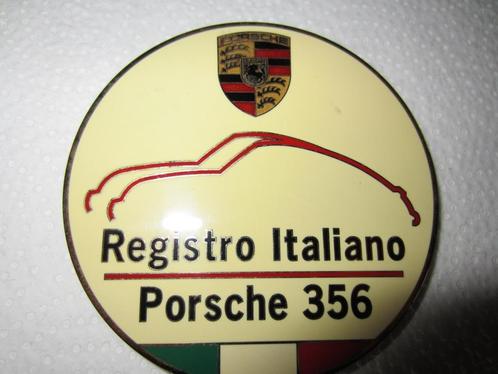 PORSCHE
Registro Italiano
Porsche 356